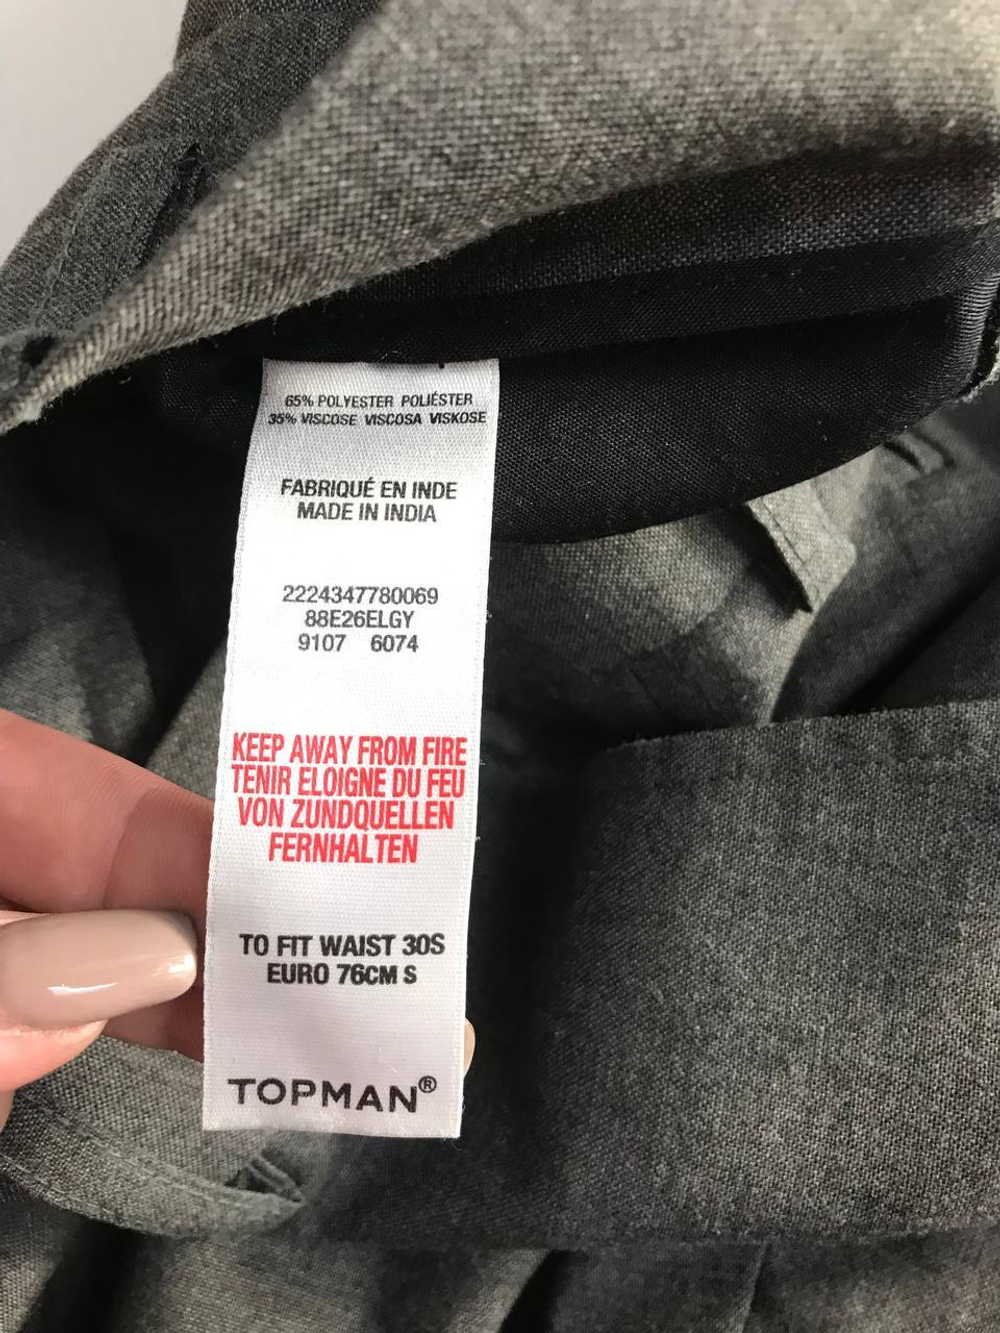 65% POLYESTER POLIÉSTER
35% VISCOSE VISCOSA VISKOSE
FABRIQUÉ EN INDE
MADE IN INDIA
2224347780069
88E26ELGY
9107 6074
KEEP AWAY FROM FIRE
TENIR ELOIGNE DU FEU
VON ZUNDQUELLEN
FERNHALTEN
TO FIT WAIST 30S
EURO 76CM S
TOPMAN®